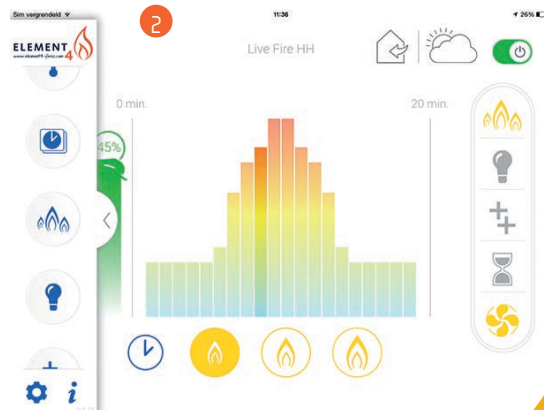 Sim vergrendeld
11:36
26%
2
ELEMENT 4
www.element4-fires.com
Live Fire HH
0 min.
20 min.
45%